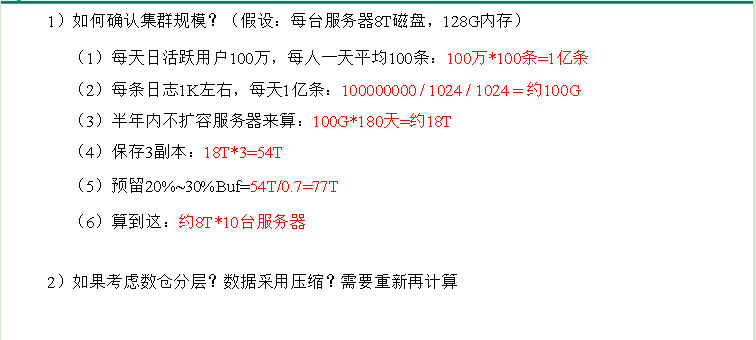 1）如何确认集群规模？（假设：每台服务器8T磁盘，128G内存）
（1）每天日活跃用户100万，每人一天平均100条：100万*100条=1亿条
（2）每条日志1K左右，每天1亿条：100000000 / 1024 / 1024 = 约100G
（3）半年内不扩容服务器来算：100G*180天=约18T
（4）保存3副本：18T*3=54T
（5）预留20%~30%Buf=54T/0.7=77T
（6）算到这：约8T*10台服务器
2）如果考虑数仓分层？数据采用压缩？需要重新再计算